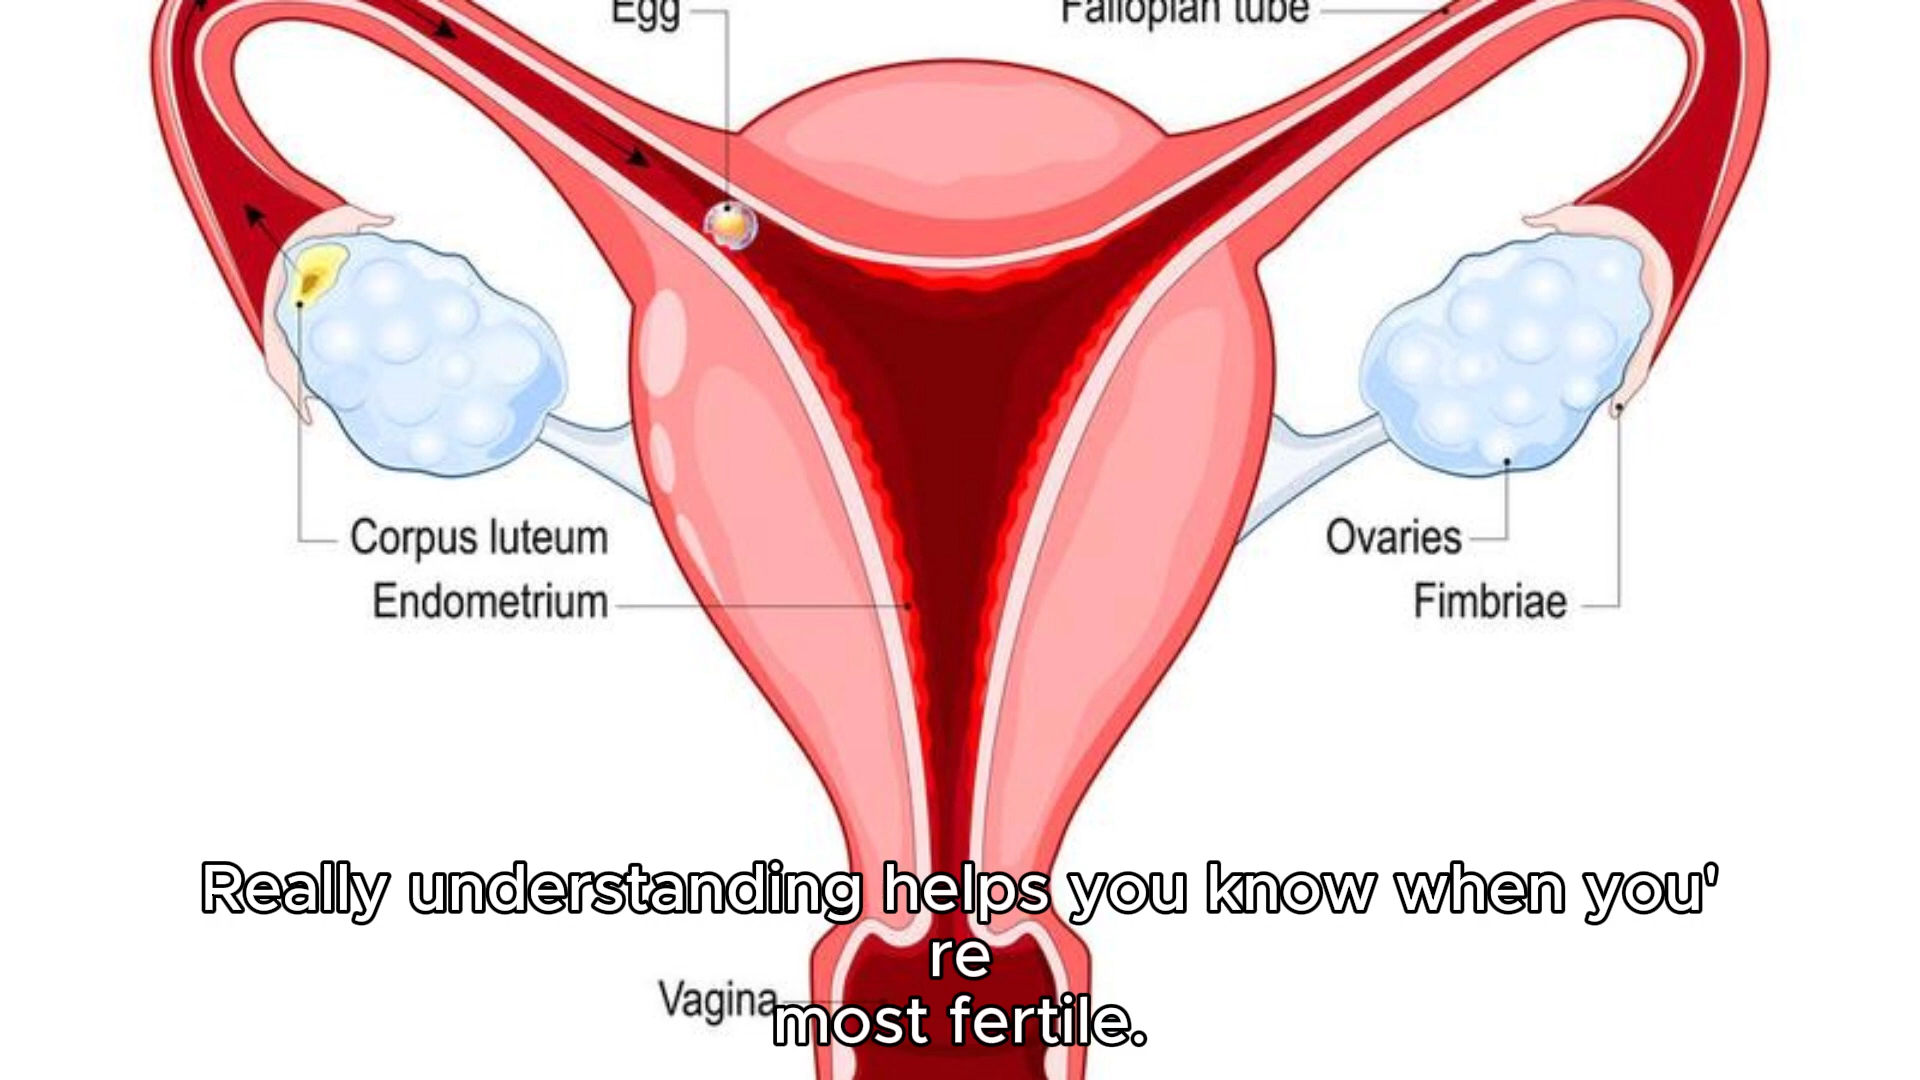 Egg
Fallopian tube
Corpus luteum
Endometrium
Ovaries
Fimbriae
Vagina
Really understanding helps you know when you'
re
most fertile.